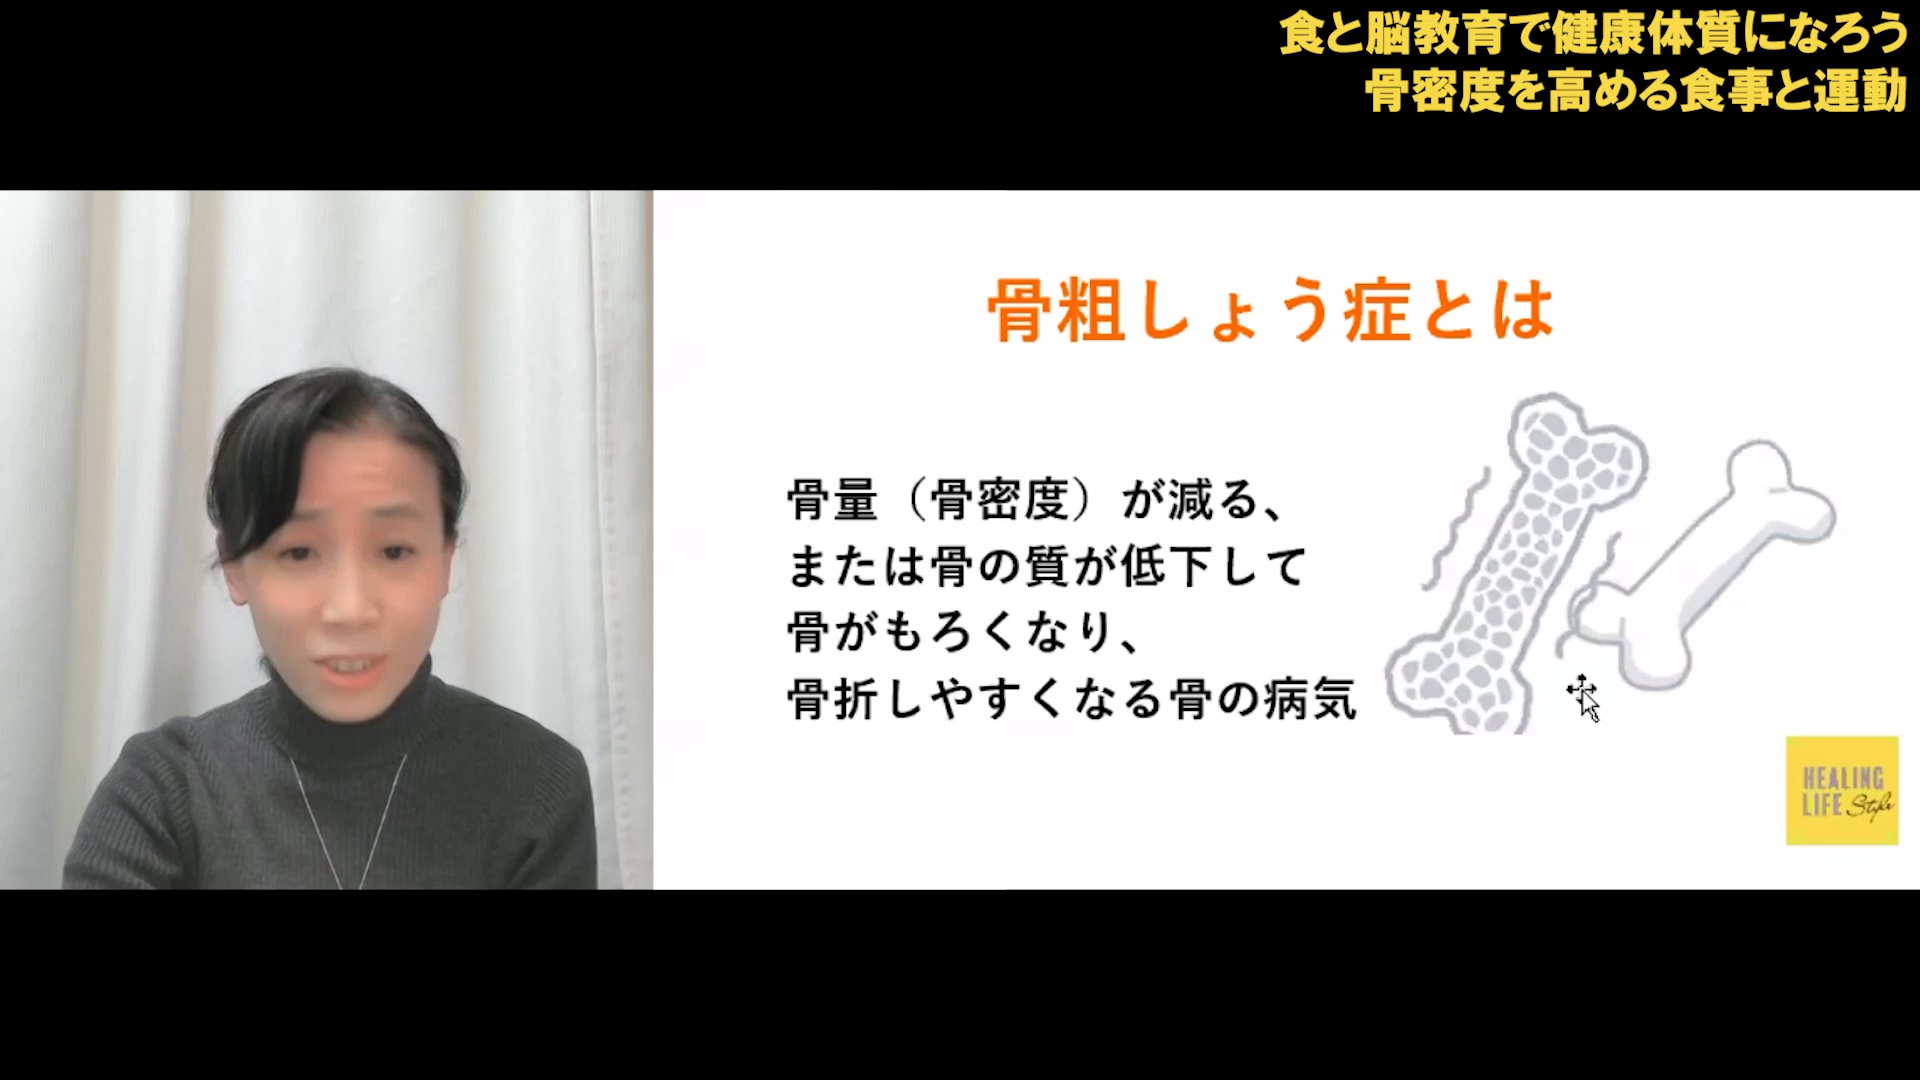 食と脳教育で健康体質になろう
骨密度を高める食事と運動
骨粗しょう症とは
骨量（骨密度）が減る、
または骨の質が低下して
骨がもろくなり、
骨折しやすくなる骨の病気
HEALING
LIFE Style